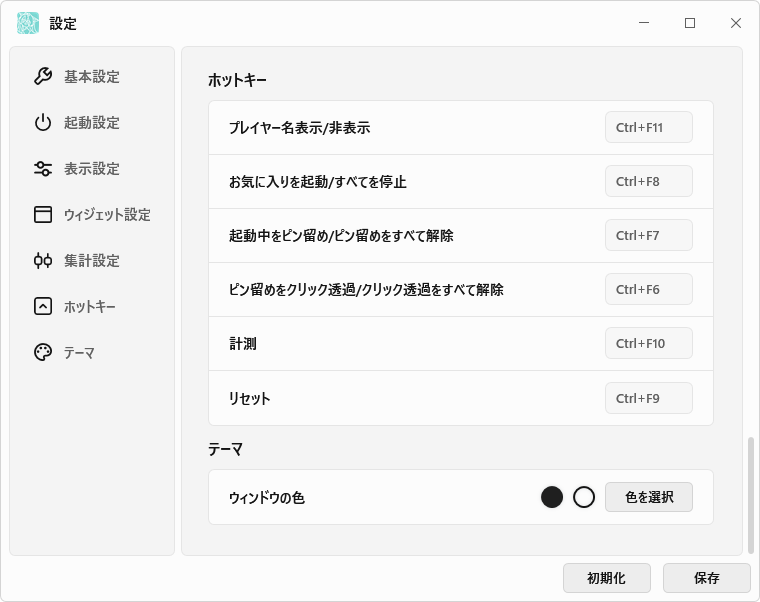 設定
基本設定
起動設定
表示設定
ウィジェット設定
集計設定
ホットキー
テーマ
ホットキー
プレイヤー名表示/非表示 Ctrl+F11
お気に入りを起動/すべてを停止 Ctrl+F8
起動中をピン留め/ピン留めをすべて解除 Ctrl+F7
ピン留めをクリック透過/クリック透過をすべて解除 Ctrl+F6
計測 Ctrl+F10
リセット Ctrl+F9
テーマ
ウィンドウの色 色を選択
初期化 保存